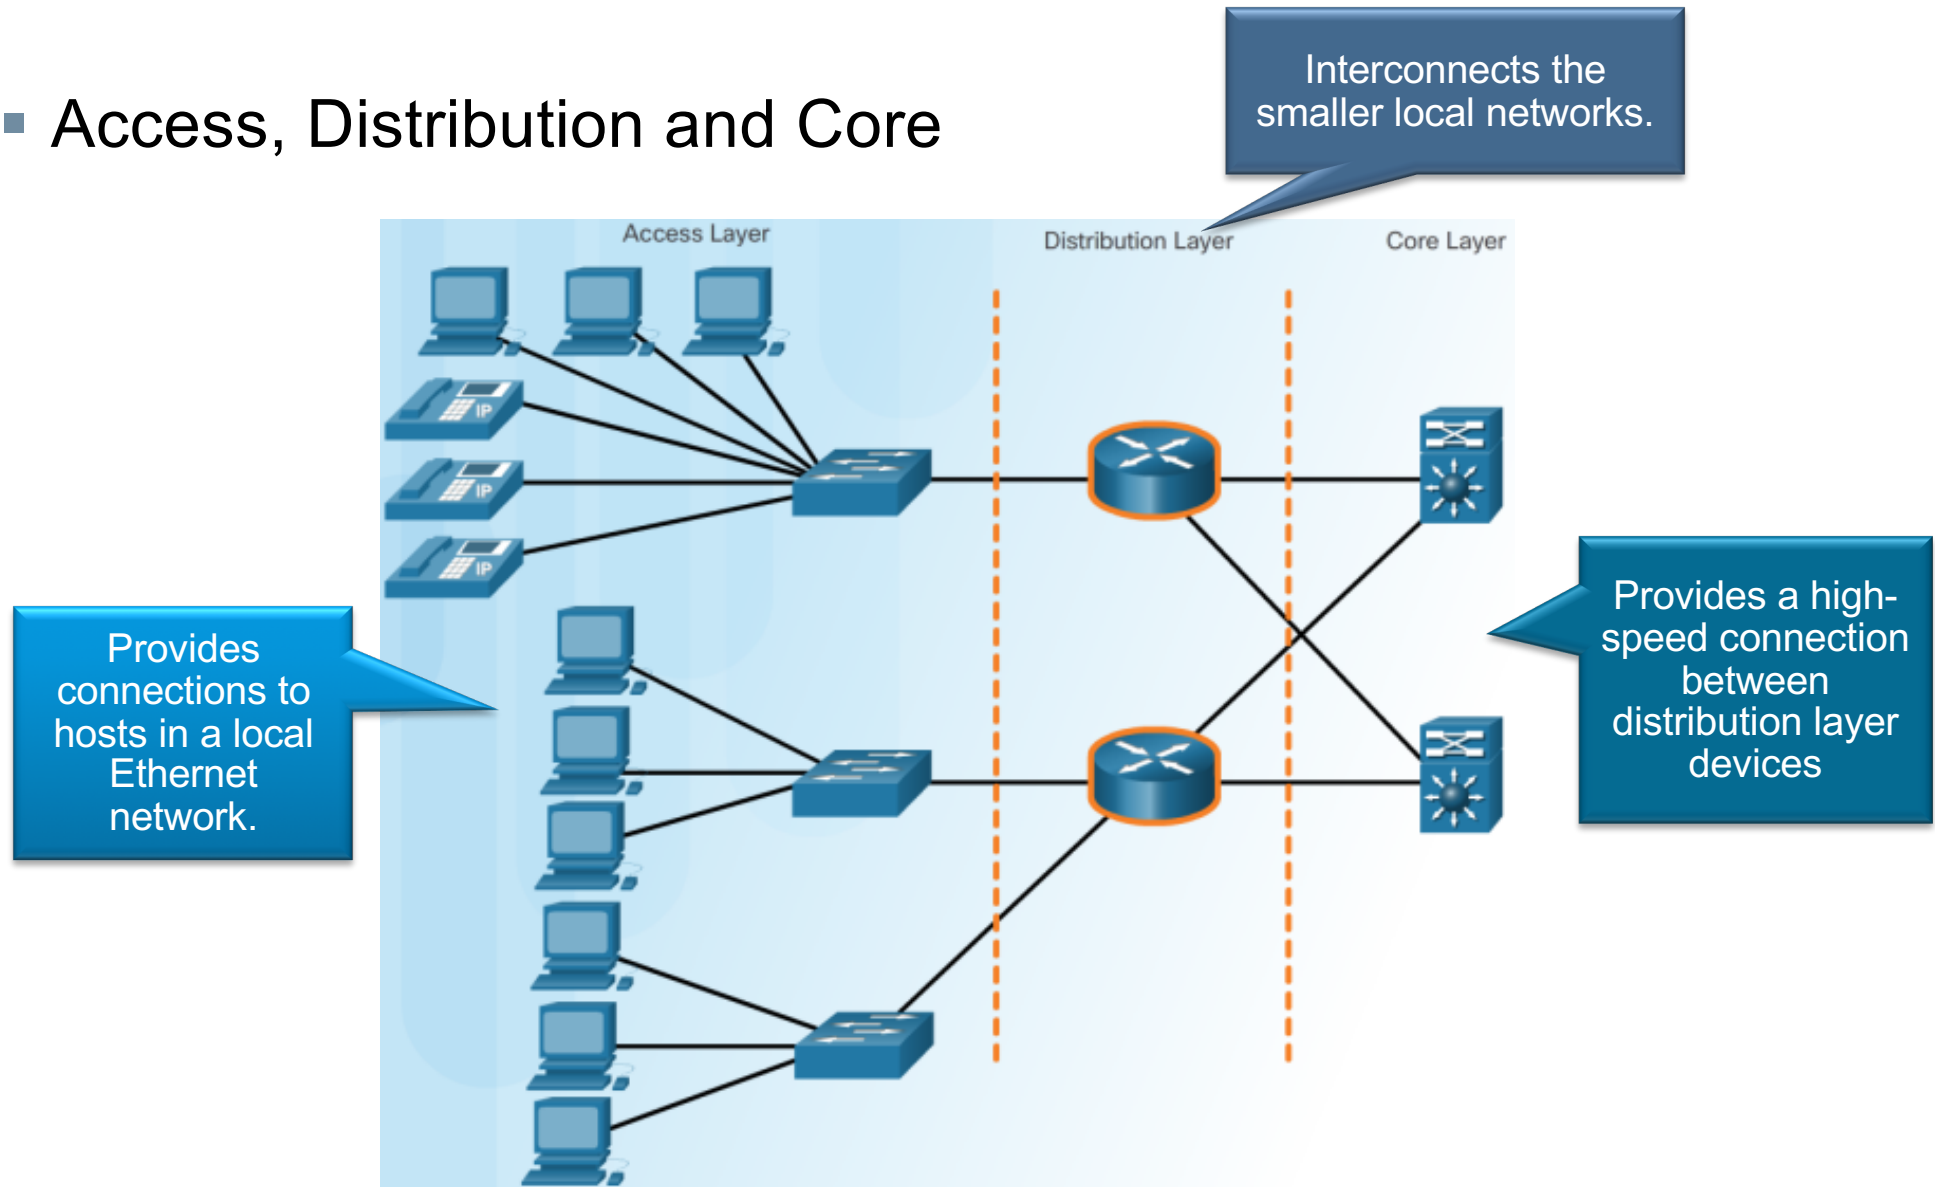 Interconnects the
smaller local networks.
Access, Distribution and Core
Access Layer
Distribution Layer
Core Layer
IP
IP
IP
Provides
connections to
hosts in a local
Ethernet
network.
Provides a high-
speed connection
between
distribution layer
devices